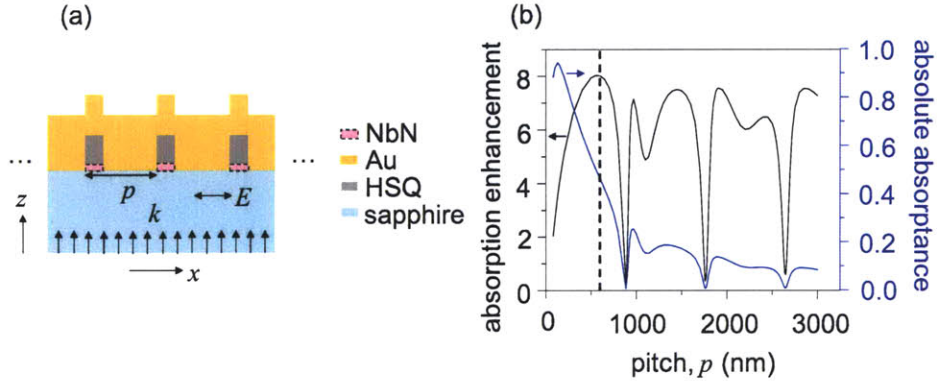 (a)
NbN
Au
HSQ
sapphire
...
...
p
E
k
z
x
(b)
absorption enhancement
8
6
4
2
0
1.0
0.8
0.6
0.4
0.2
0.0
absolute absorptance
1000
2000
3000
pitch, p (nm)